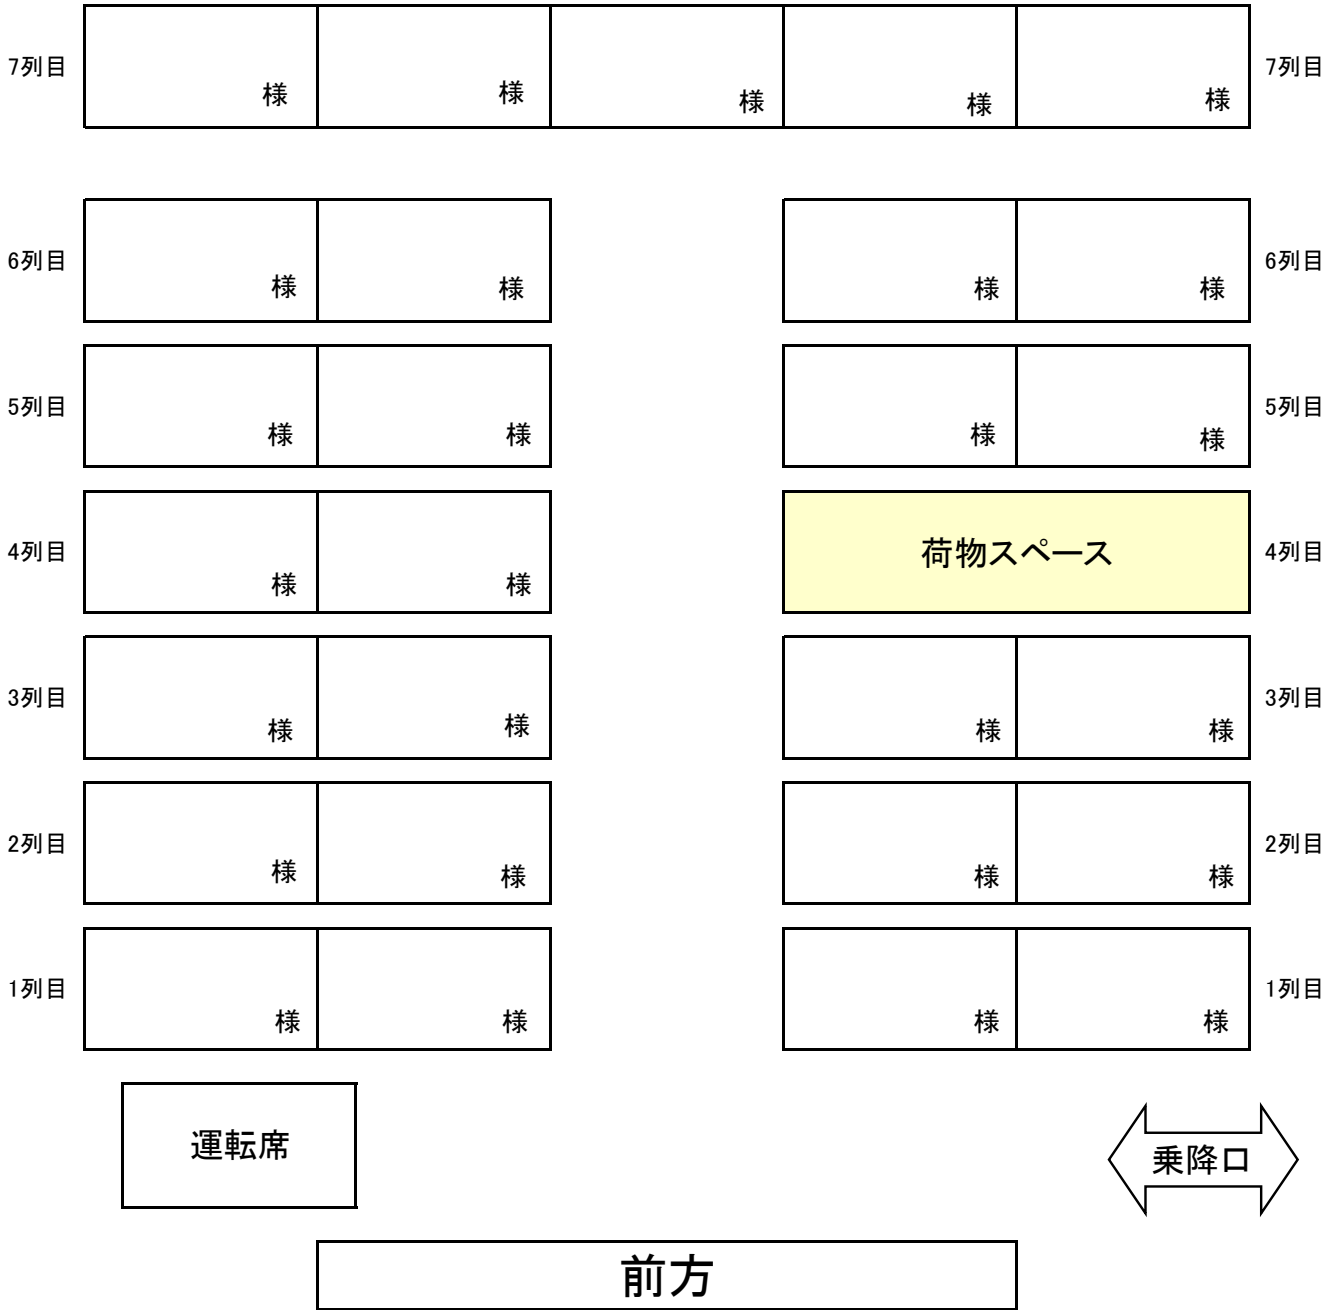 7列目 様 様 様 様 様 7列目
6列目 様 様 様 様 6列目
5列目 様 様 様 様 5列目
4列目 様 様 荷物スペース 4列目
3列目 様 様 様 様 3列目
2列目 様 様 様 様 2列目
1列目 様 様 様 様 1列目
運転席 乗降口
前方